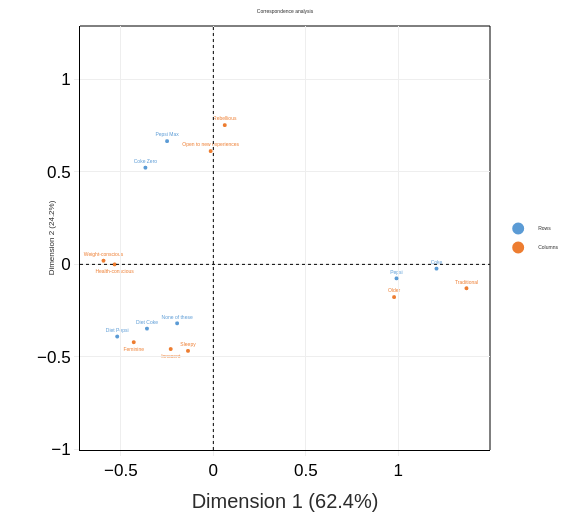 Correspondence analysis
1
0.5
0
−0.5
−1
Dimension 2 (24.2%)
Rebellious
Pepsi Max
Open to new experiences
Coke Zero
Weight-conscious
Health-conscious
Coke
Pepsi
Traditional
Older
None of these
Diet Coke
Diet Pepsi
Feminine
Sleepy
Rows
Columns
−0.5
0
0.5
1
Dimension 1 (62.4%)